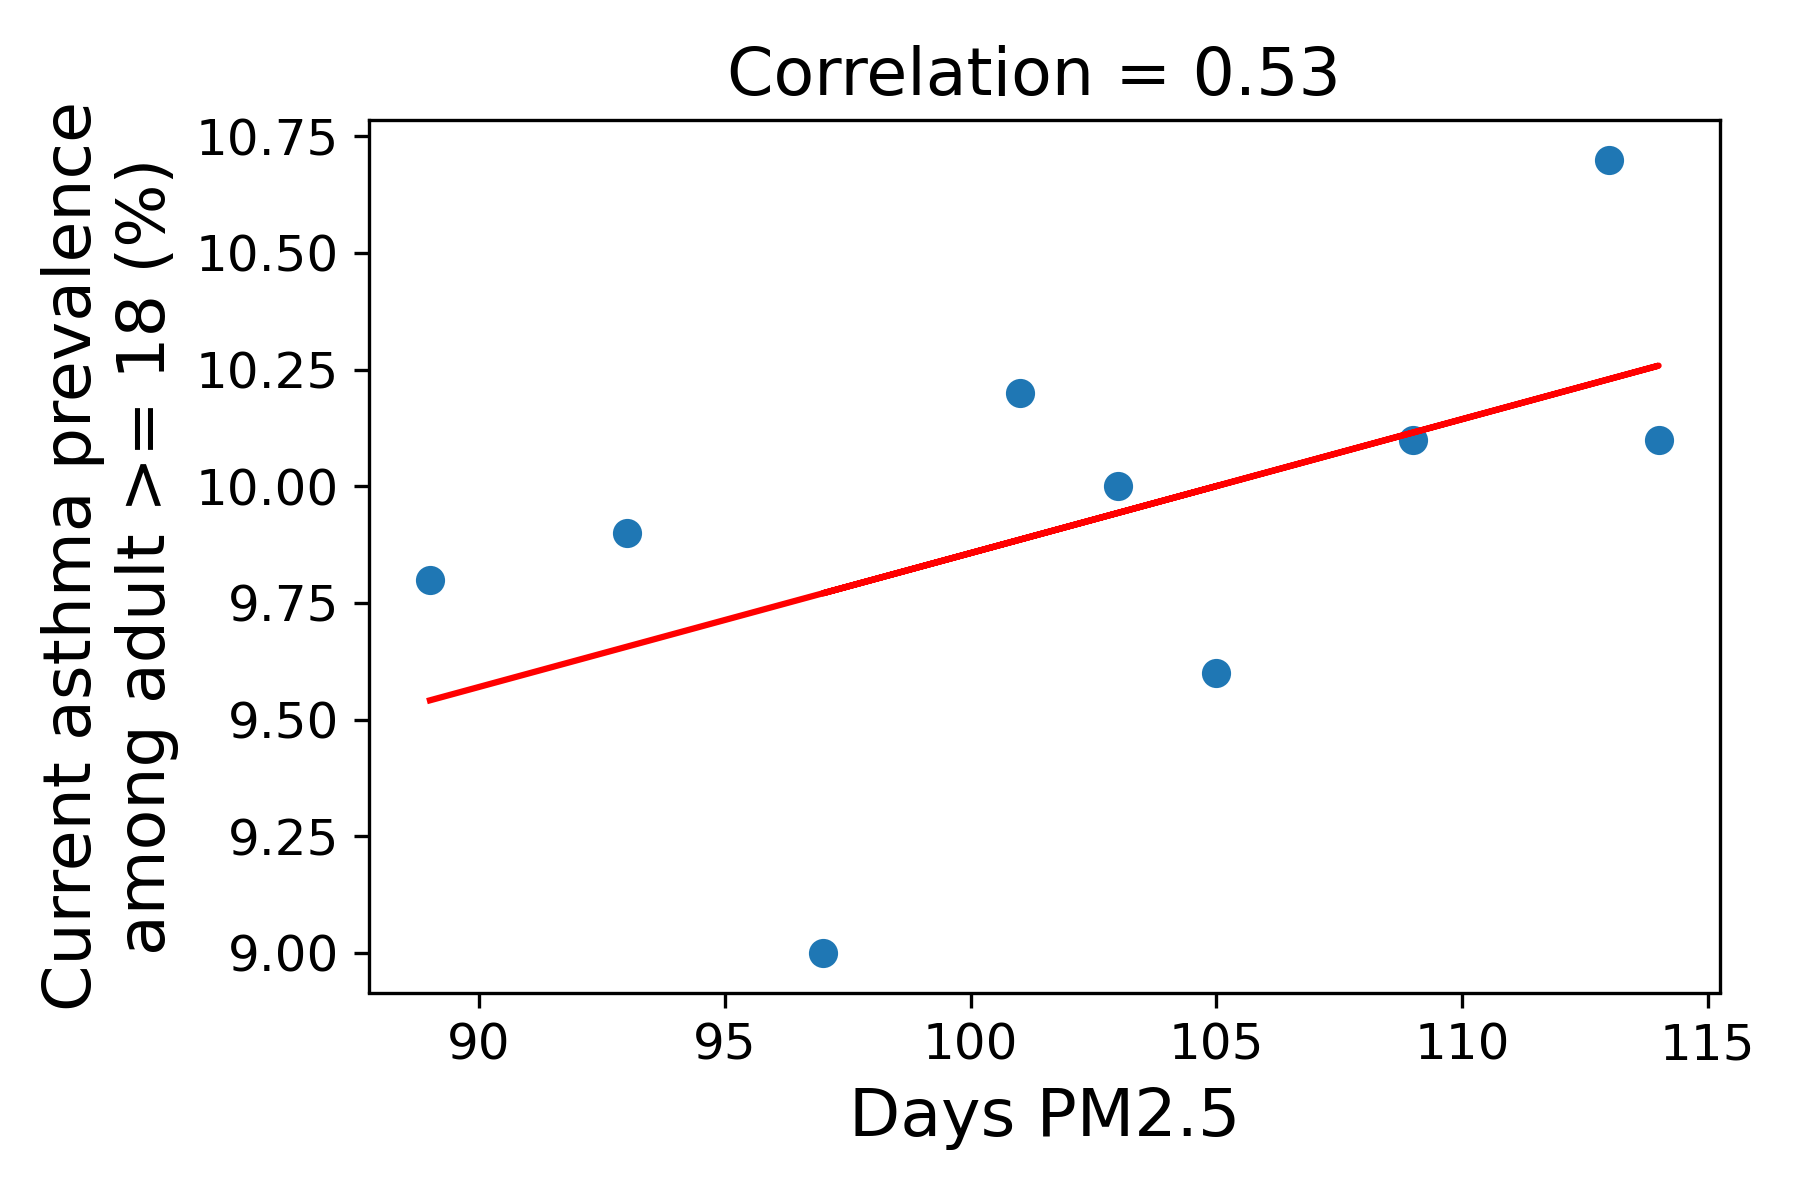 Correlation = 0.53
Current asthma prevalence
among adult >= 18 (%)
10.75
10.50
10.25
10.00
9.75
9.50
9.25
9.00
90 95 100 105 110 115
Days PM2.5